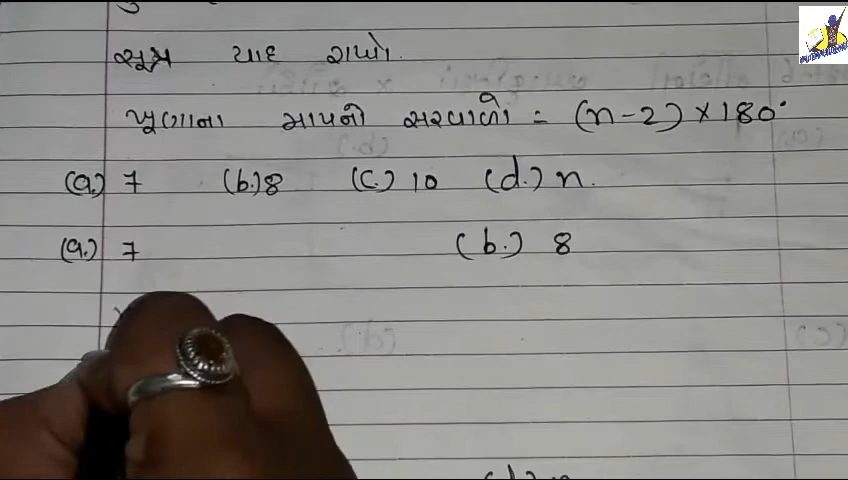 સૂત્ર યાદ રાખો.
ખૂણાના માપનો સરવાળો = (n-2) × 180°
(a.) 7 (b.) 8 (c.) 10 (d.) n.
(a.) 7 (b.) 8